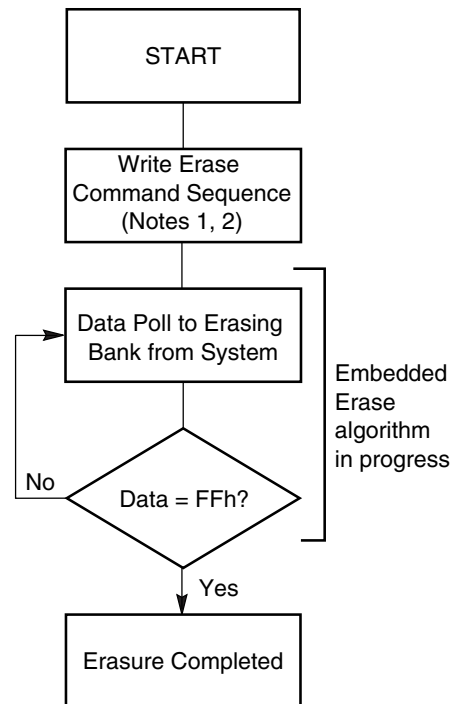 START
Write Erase
Command Sequence
(Notes 1, 2)
Data Poll to Erasing
Bank from System
Embedded
Erase
algorithm
in progress
No
Data = FFh?
Yes
Erasure Completed